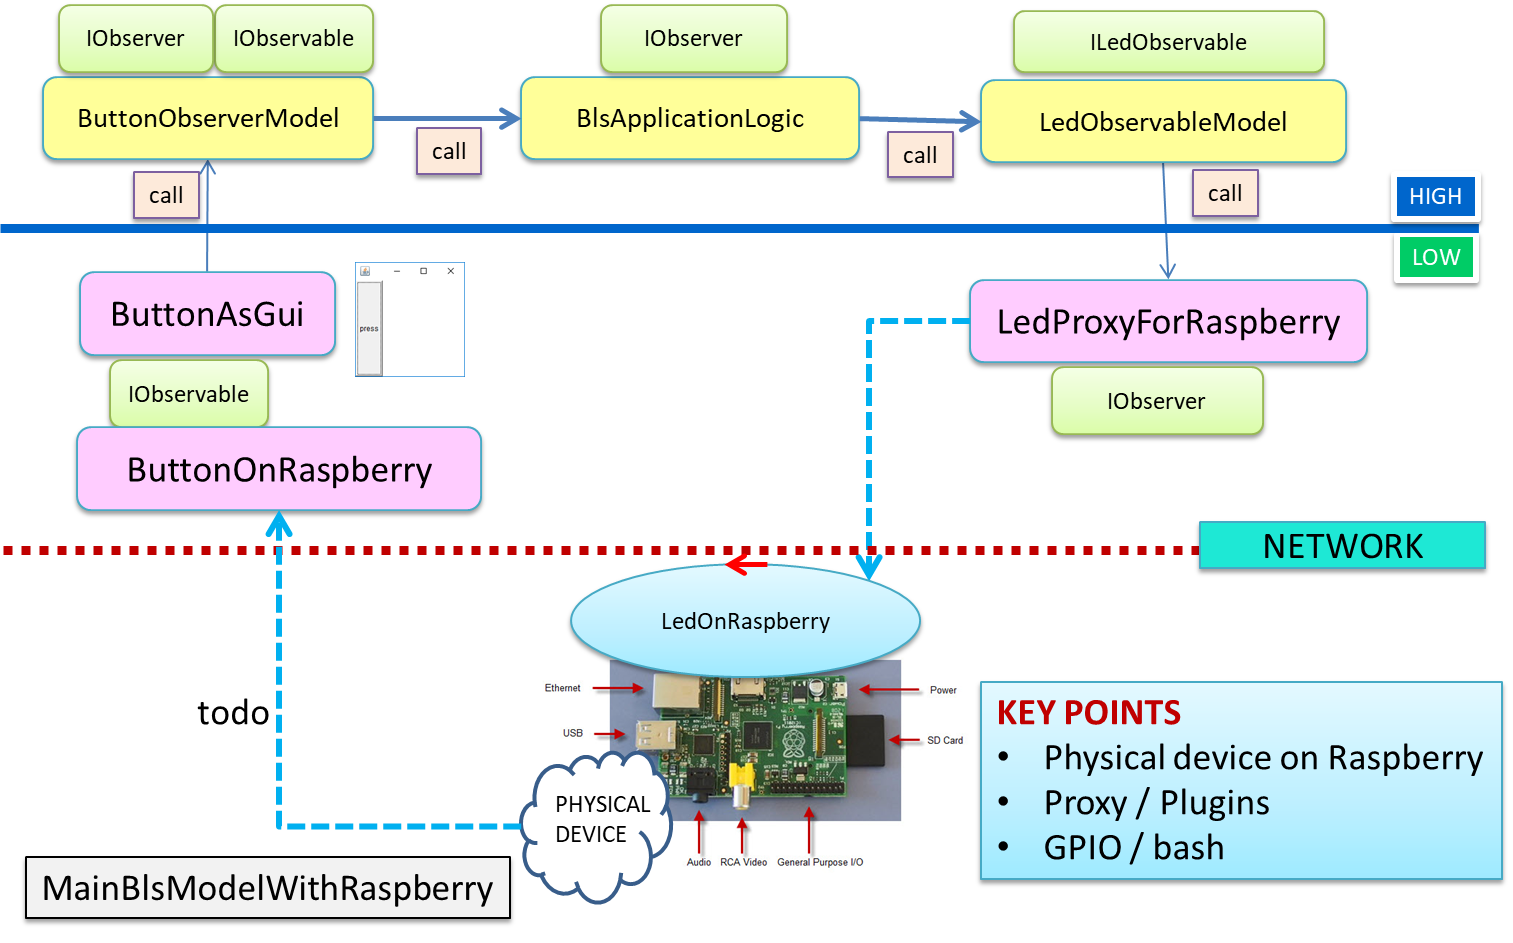 IObserver
IObservable
IObserver
ILedObservable
ButtonObserverModel
BlsApplicationLogic
LedObservableModel
call
call
call
call
HIGH
LOW
ButtonAsGui
press
LedProxyForRaspberry
IObservable
IObserver
ButtonOnRaspberry
NETWORK
LedOnRaspberry
todo
Ethernet
Power
USB
SD Card
PHYSICAL
DEVICE
Audio
RCA Video
General Purpose I/O
KEY POINTS
• Physical device on Raspberry
• Proxy / Plugins
• GPIO / bash
MainBlsModelWithRaspberry